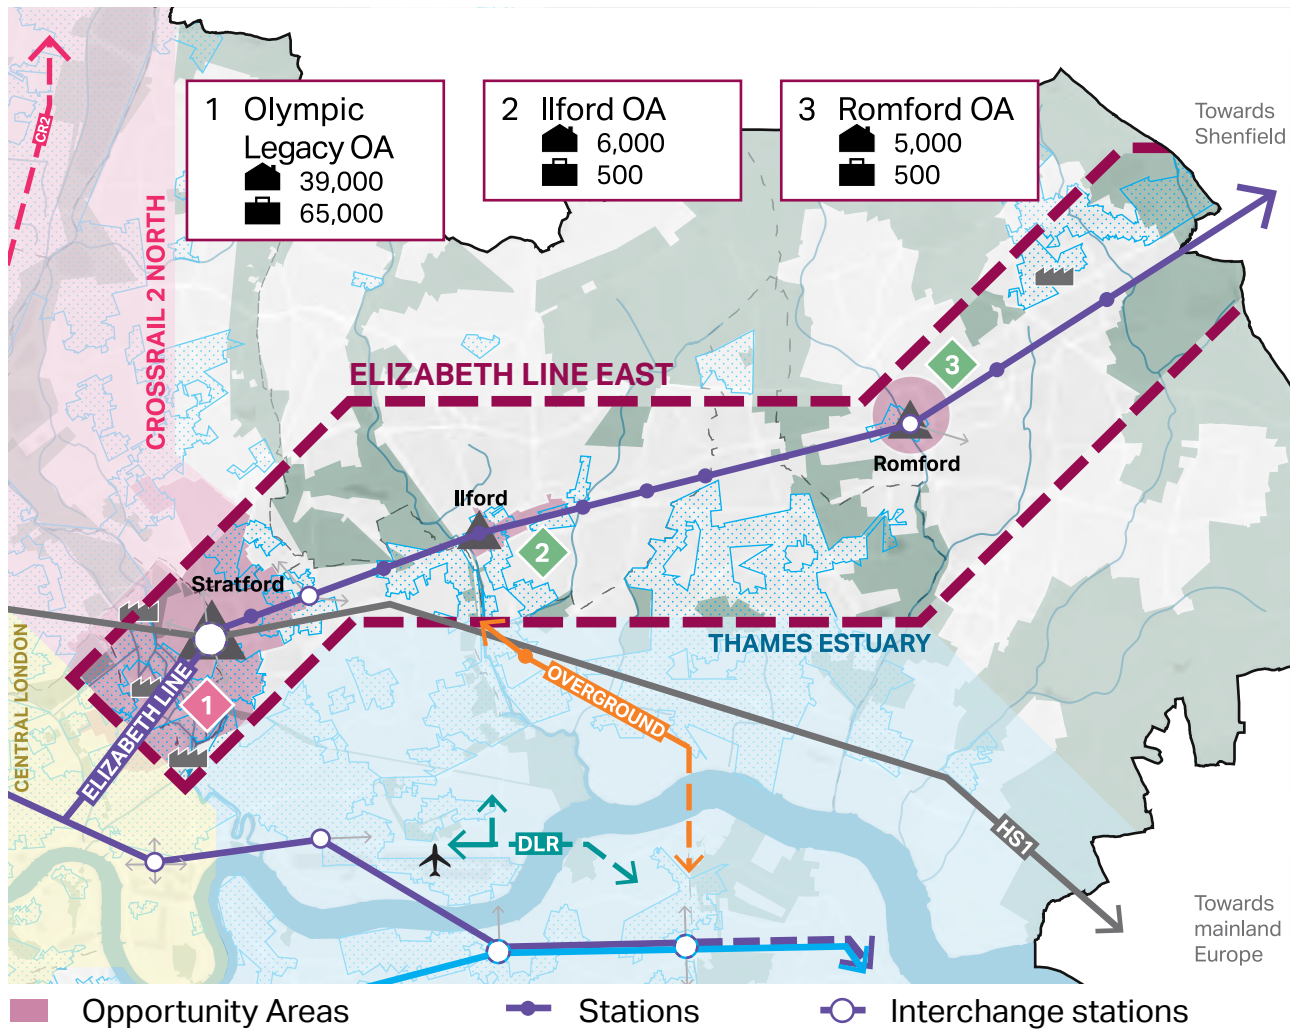 1 Olympic
Legacy OA
39,000
65,000
2 Ilford OA
6,000
500
3 Romford OA
5,000
500
Towards
Shenfield
CR2
CROSSRAIL 2 NORTH
ELIZABETH LINE EAST
3
Romford
Ilford
2
Stratford
THAMES ESTUARY
1
ELIZABETH LINE
CENTRAL LONDON
OVERGROUND
DLR
HS1
Towards
mainland
Europe
Opportunity Areas
Stations
Interchange stations